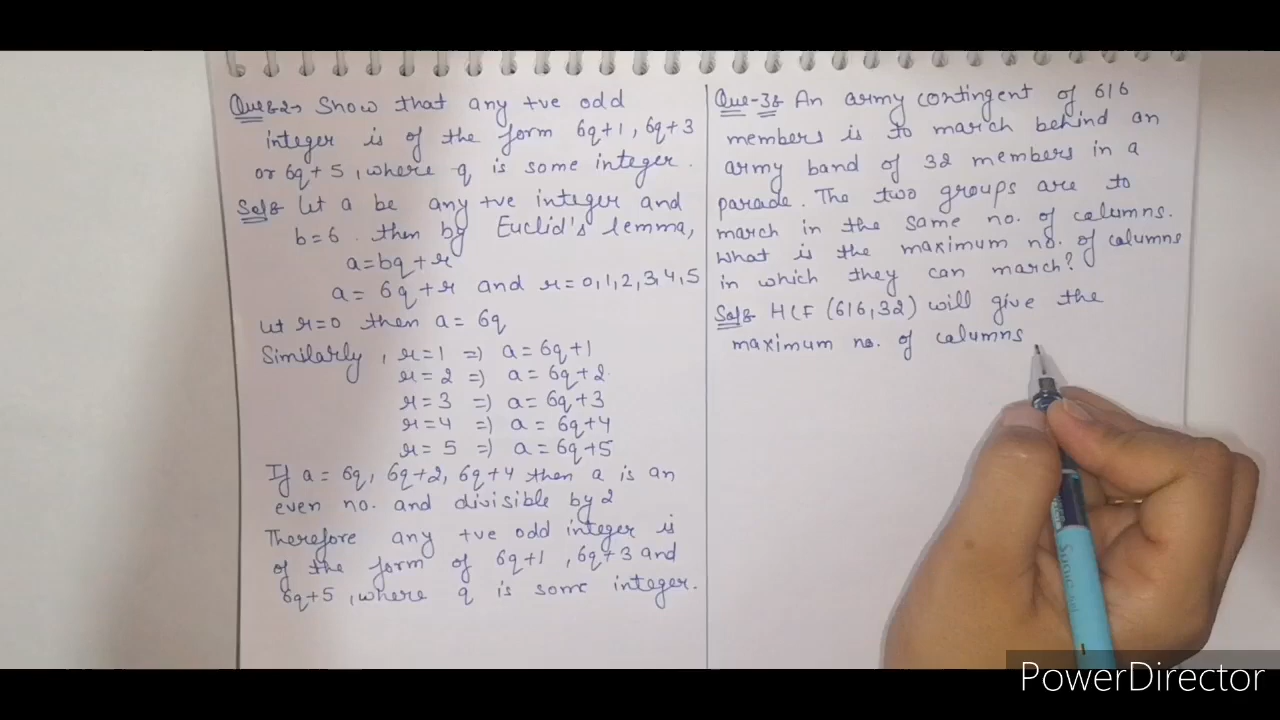 Que:2→ Show that any +ve odd
integer is of the form 6q+1, 6q+3
or 6q+5, where q is some integer.
Sol: Let a be any +ve integer and
b=6. then by Euclid's lemma,
a=bq+r
a= 6q+r and r=0,1,2,3,4,5
Let r=0 then a= 6q
Similarly, r=1 => a=6q+1
r=2 => a=6q+2
r=3 => a=6q+3
r=4 => a=6q+4
r=5 => a=6q+5
If a=6q, 6q+2, 6q+4 then a is an
even no. and divisible by 2
Therefore any +ve odd integer is
of the form of 6q+1, 6q+3 and
6q+5, where q is some integer.
Que-3: An army contingent of 616
members is to march behind an
army band of 32 members in a
parade. The two groups are to
march in the same no. of columns.
What is the maximum no. of columns
in which they can march?
Sol: HCF (616,32) will give the
maximum no. of columns
PowerDirector